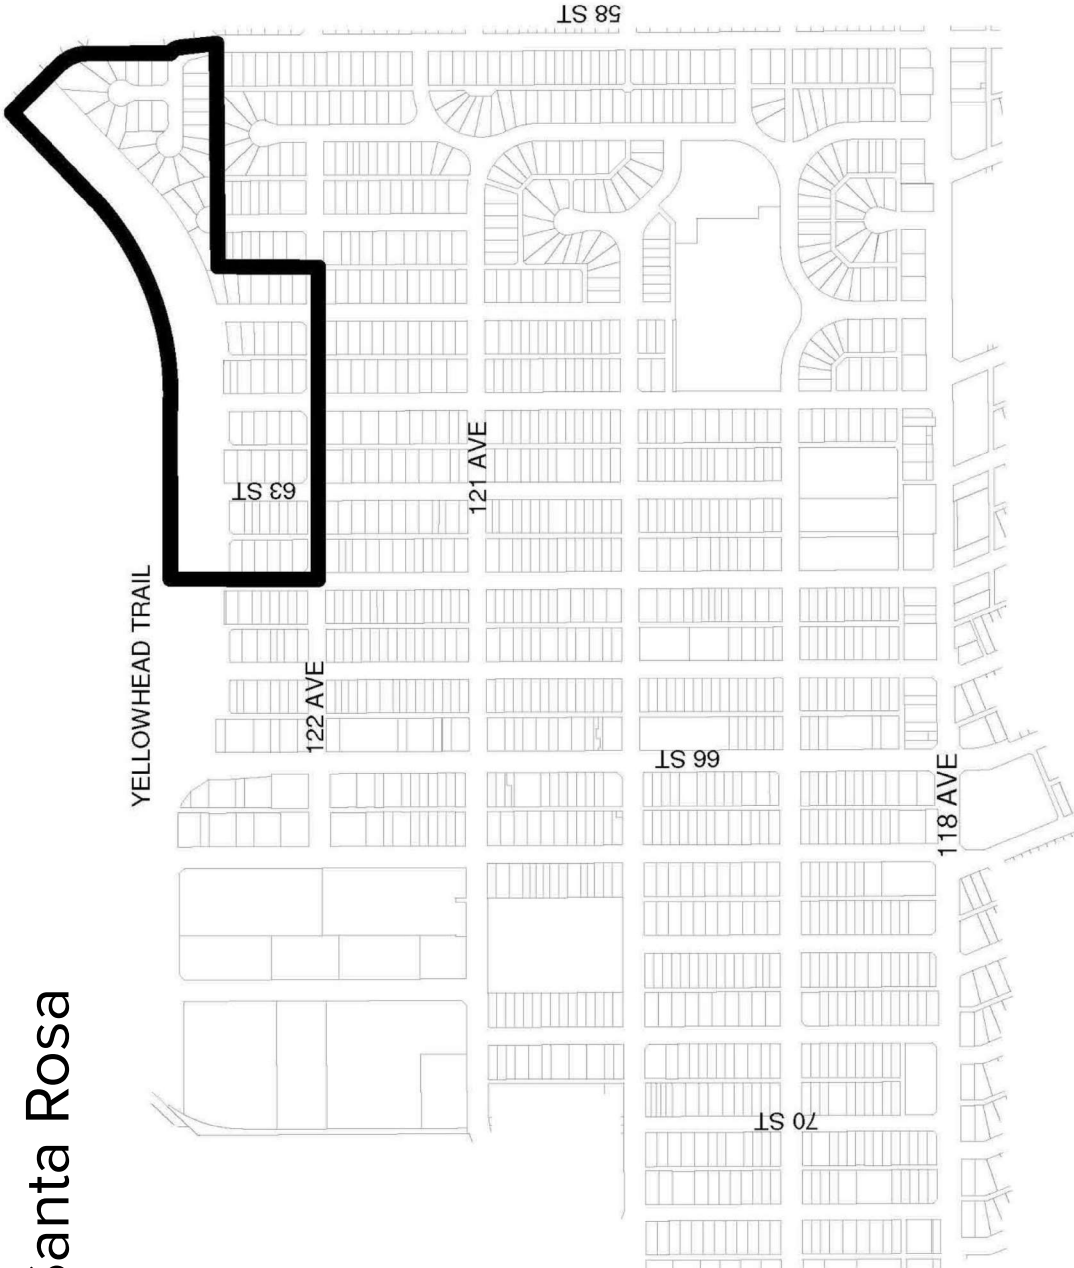 Santa Rosa
YELLOWHEAD TRAIL
122 AVE
63 ST
58 ST
121 AVE
66 ST
70 ST
118 AVE